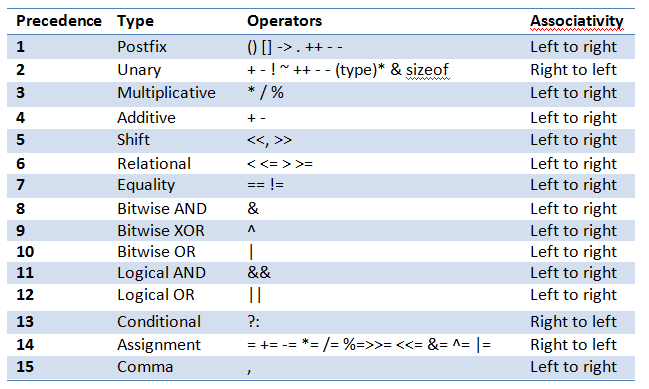 Precedence Type Operators Associativity
1 Postfix () [] -> . ++ - - Left to right
2 Unary + - ! ~ ++ - - (type)* & sizeof Right to left
3 Multiplicative * / % Left to right
4 Additive + - Left to right
5 Shift <<, >> Left to right
6 Relational < <= > >= Left to right
7 Equality == != Left to right
8 Bitwise AND & Left to right
9 Bitwise XOR ^ Left to right
10 Bitwise OR | Left to right
11 Logical AND && Left to right
12 Logical OR || Left to right
13 Conditional ?: Right to left
14 Assignment = += -= *= /= %=>>= <<= &= ^= |= Right to left
15 Comma , Left to right